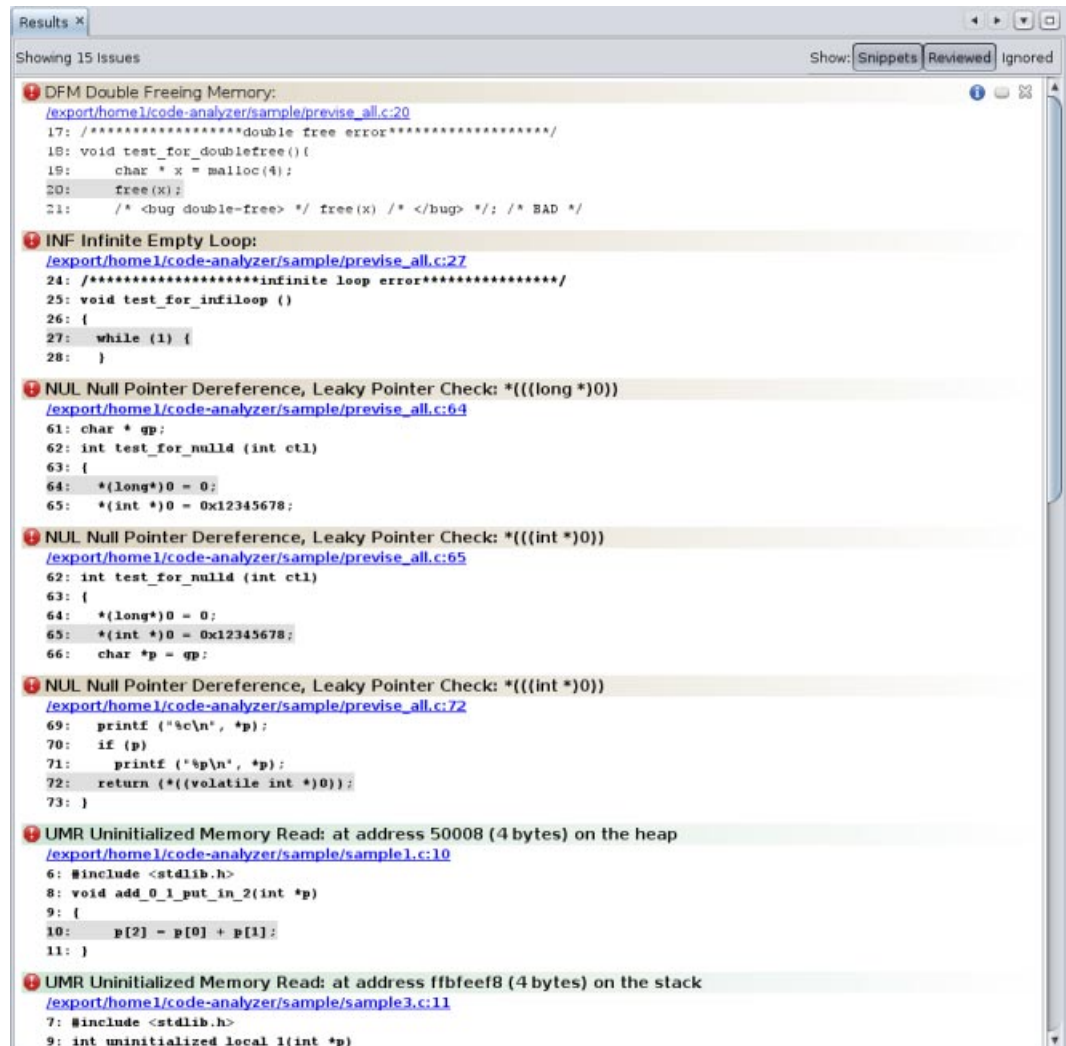 Results
Showing 15 Issues
Show: Snippets Reviewed Ignored
DFM Double Freeing Memory:
/export/home1/code-analyzer/sample/previse_all.c:20
17: /******************double free error*******************/
18: void test_for_doublefree(){
19: char * x = malloc(4);
20: free(x);
21: /* <bug double-free> */ free(x) /* </bug> */; /* BAD */
INF Infinite Empty Loop:
/export/home1/code-analyzer/sample/previse_all.c:27
24: /********************infinite loop error****************/
25: void test_for_infiloop ()
26: {
27: while (1) {
28: }
NUL Null Pointer Dereference, Leaky Pointer Check: *(((long *)0))
/export/home1/code-analyzer/sample/previse_all.c:64
61: char * gp;
62: int test_for_nulld (int ctl)
63: {
64: *(long*)0 = 0;
65: *(int *)0 = 0x12345678;
NUL Null Pointer Dereference, Leaky Pointer Check: *(((int *)0))
/export/home1/code-analyzer/sample/previse_all.c:65
62: int test_for_nulld (int ctl)
63: {
64: *(long*)0 = 0;
65: *(int *)0 = 0x12345678;
66: char *p = gp;
NUL Null Pointer Dereference, Leaky Pointer Check: *(((int *)0))
/export/home1/code-analyzer/sample/previse_all.c:72
69: printf ("%c\n", *p);
70: if (p)
71: printf ("%p\n", *p);
72: return (*((volatile int *)0));
73: }
UMR Uninitialized Memory Read: at address 50008 (4 bytes) on the heap
/export/home1/code-analyzer/sample/sample1.c:10
6: #include <stdlib.h>
8: void add_0_1_put_in_2(int *p)
9: {
10: p[2] = p[0] + p[1];
11: }
UMR Uninitialized Memory Read: at address ffbfeef8 (4 bytes) on the stack
/export/home1/code-analyzer/sample/sample3.c:11
7: #include <stdlib.h>
9: int uninitialized_local_1(int *p)